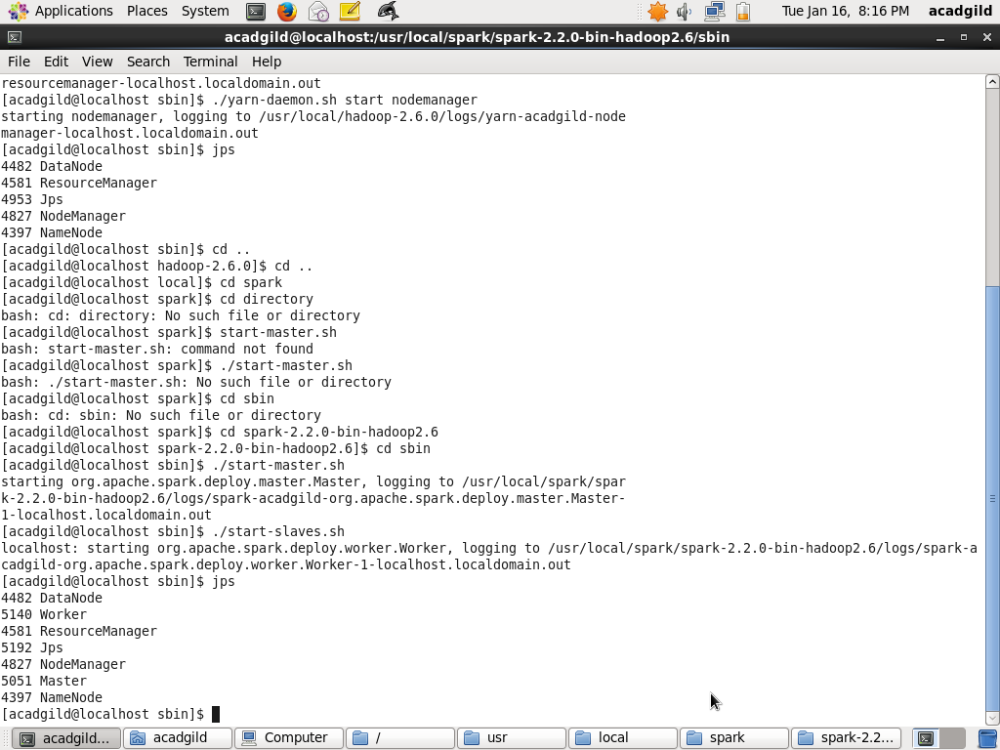 Applications Places System Tue Jan 16, 8:16 PM acadgild
acadgild@localhost:/usr/local/spark/spark-2.2.0-bin-hadoop2.6/sbin
File Edit View Search Terminal Help
resourcemanager-localhost.localdomain.out
[acadgild@localhost sbin]$ ./yarn-daemon.sh start nodemanager
starting nodemanager, logging to /usr/local/hadoop-2.6.0/logs/yarn-acadgild-node
manager-localhost.localdomain.out
[acadgild@localhost sbin]$ jps
4482 DataNode
4581 ResourceManager
4953 Jps
4827 NodeManager
4397 NameNode
[acadgild@localhost sbin]$ cd ..
[acadgild@localhost hadoop-2.6.0]$ cd ..
[acadgild@localhost local]$ cd spark
[acadgild@localhost spark]$ cd directory
bash: cd: directory: No such file or directory
[acadgild@localhost spark]$ start-master.sh
bash: start-master.sh: command not found
[acadgild@localhost spark]$ ./start-master.sh
bash: ./start-master.sh: No such file or directory
[acadgild@localhost spark]$ cd sbin
bash: cd: sbin: No such file or directory
[acadgild@localhost spark]$ cd spark-2.2.0-bin-hadoop2.6
[acadgild@localhost spark-2.2.0-bin-hadoop2.6]$ cd sbin
[acadgild@localhost sbin]$ ./start-master.sh
starting org.apache.spark.deploy.master.Master, logging to /usr/local/spark/spar
k-2.2.0-bin-hadoop2.6/logs/spark-acadgild-org.apache.spark.deploy.master.Master-
1-localhost.localdomain.out
[acadgild@localhost sbin]$ ./start-slaves.sh
localhost: starting org.apache.spark.deploy.worker.Worker, logging to /usr/local/spark/spark-2.2.0-bin-hadoop2.6/logs/spark-a
cadgild-org.apache.spark.deploy.worker.Worker-1-localhost.localdomain.out
[acadgild@localhost sbin]$ jps
4482 DataNode
5140 Worker
4581 ResourceManager
5192 Jps
4827 NodeManager
5051 Master
4397 NameNode
[acadgild@localhost sbin]$
acadgild... acadgild Computer / usr local spark spark-2.2...